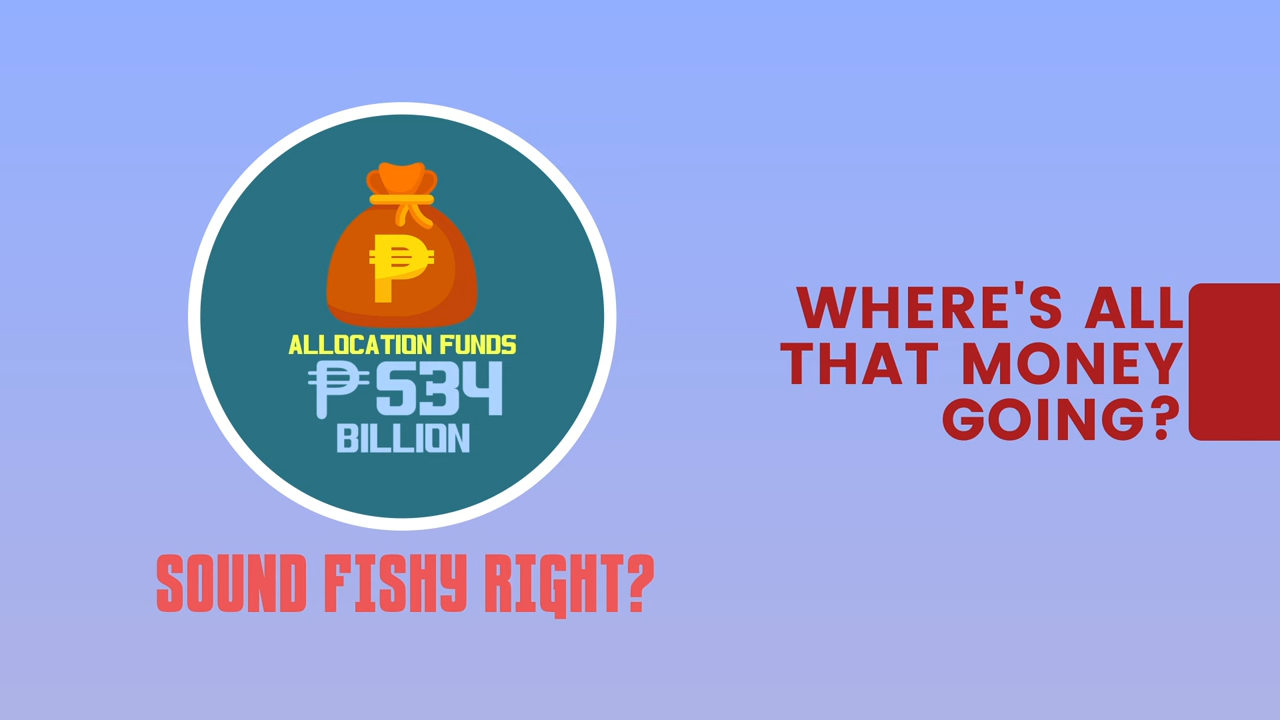 ₱
ALLOCATION FUNDS
₱534
BILLION
SOUND FISHY RIGHT?
WHERE'S ALL
THAT MONEY
GOING?